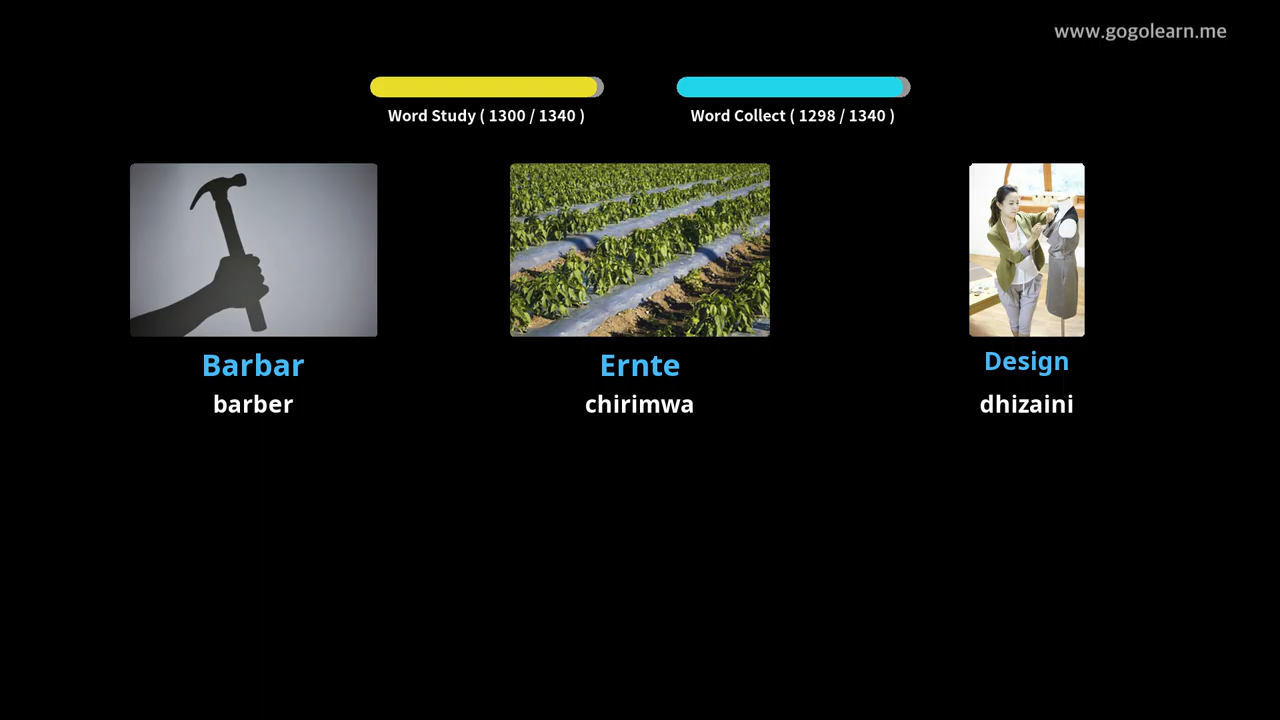 www.gogolearn.me
Word Study ( 1300 / 1340 )
Word Collect ( 1298 / 1340 )
Barbar
barber
Ernte
chirimwa
Design
dhizaini